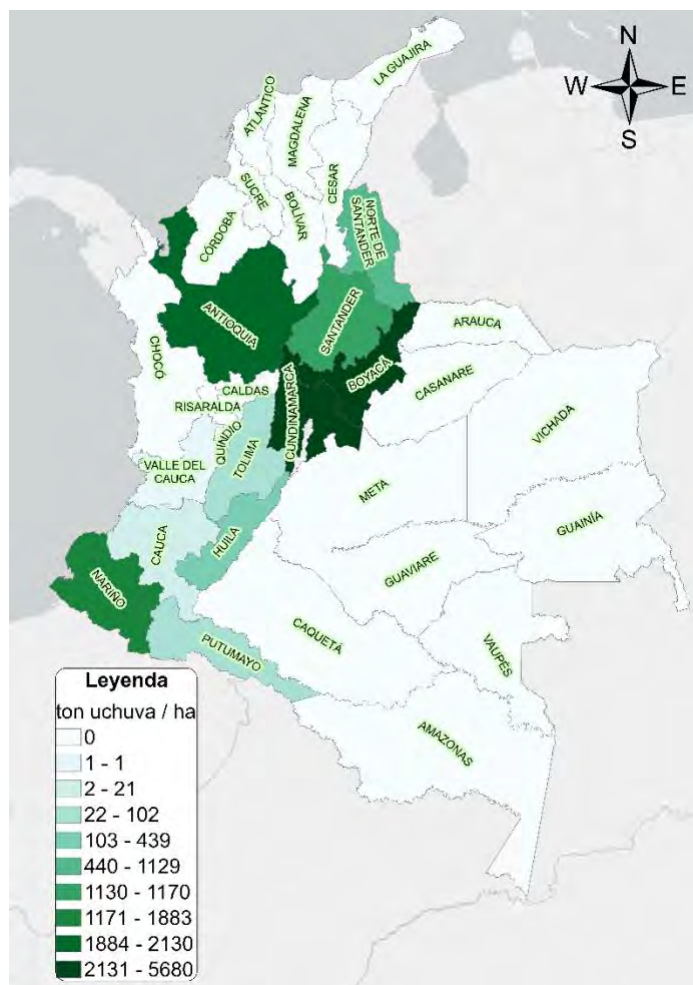 N
W E
S
LA GUAJIRA
ATLÁNTICO
MAGDALENA
CESAR
SUCRE
BOLÍVAR
CÓRDOBA
NORTE DE
SANTANDER
ANTIOQUIA
SANTANDER
ARAUCA
CHOCÓ
BOYACÁ
CASANARE
CALDAS
CUNDINAMARCA
RISARALDA
VICHADA
QUINDIO
TOLIMA
VALLE DEL
CAUCA
META
GUAINÍA
CAUCA
HUILA
GUAVIARE
NARIÑO
CAQUETÁ
VAUPÉS
PUTUMAYO
AMAZONAS
Leyenda
ton uchuva / ha
0
1 - 1
2 - 21
22 - 102
103 - 439
440 - 1129
1130 - 1170
1171 - 1883
1884 - 2130
2131 - 5680